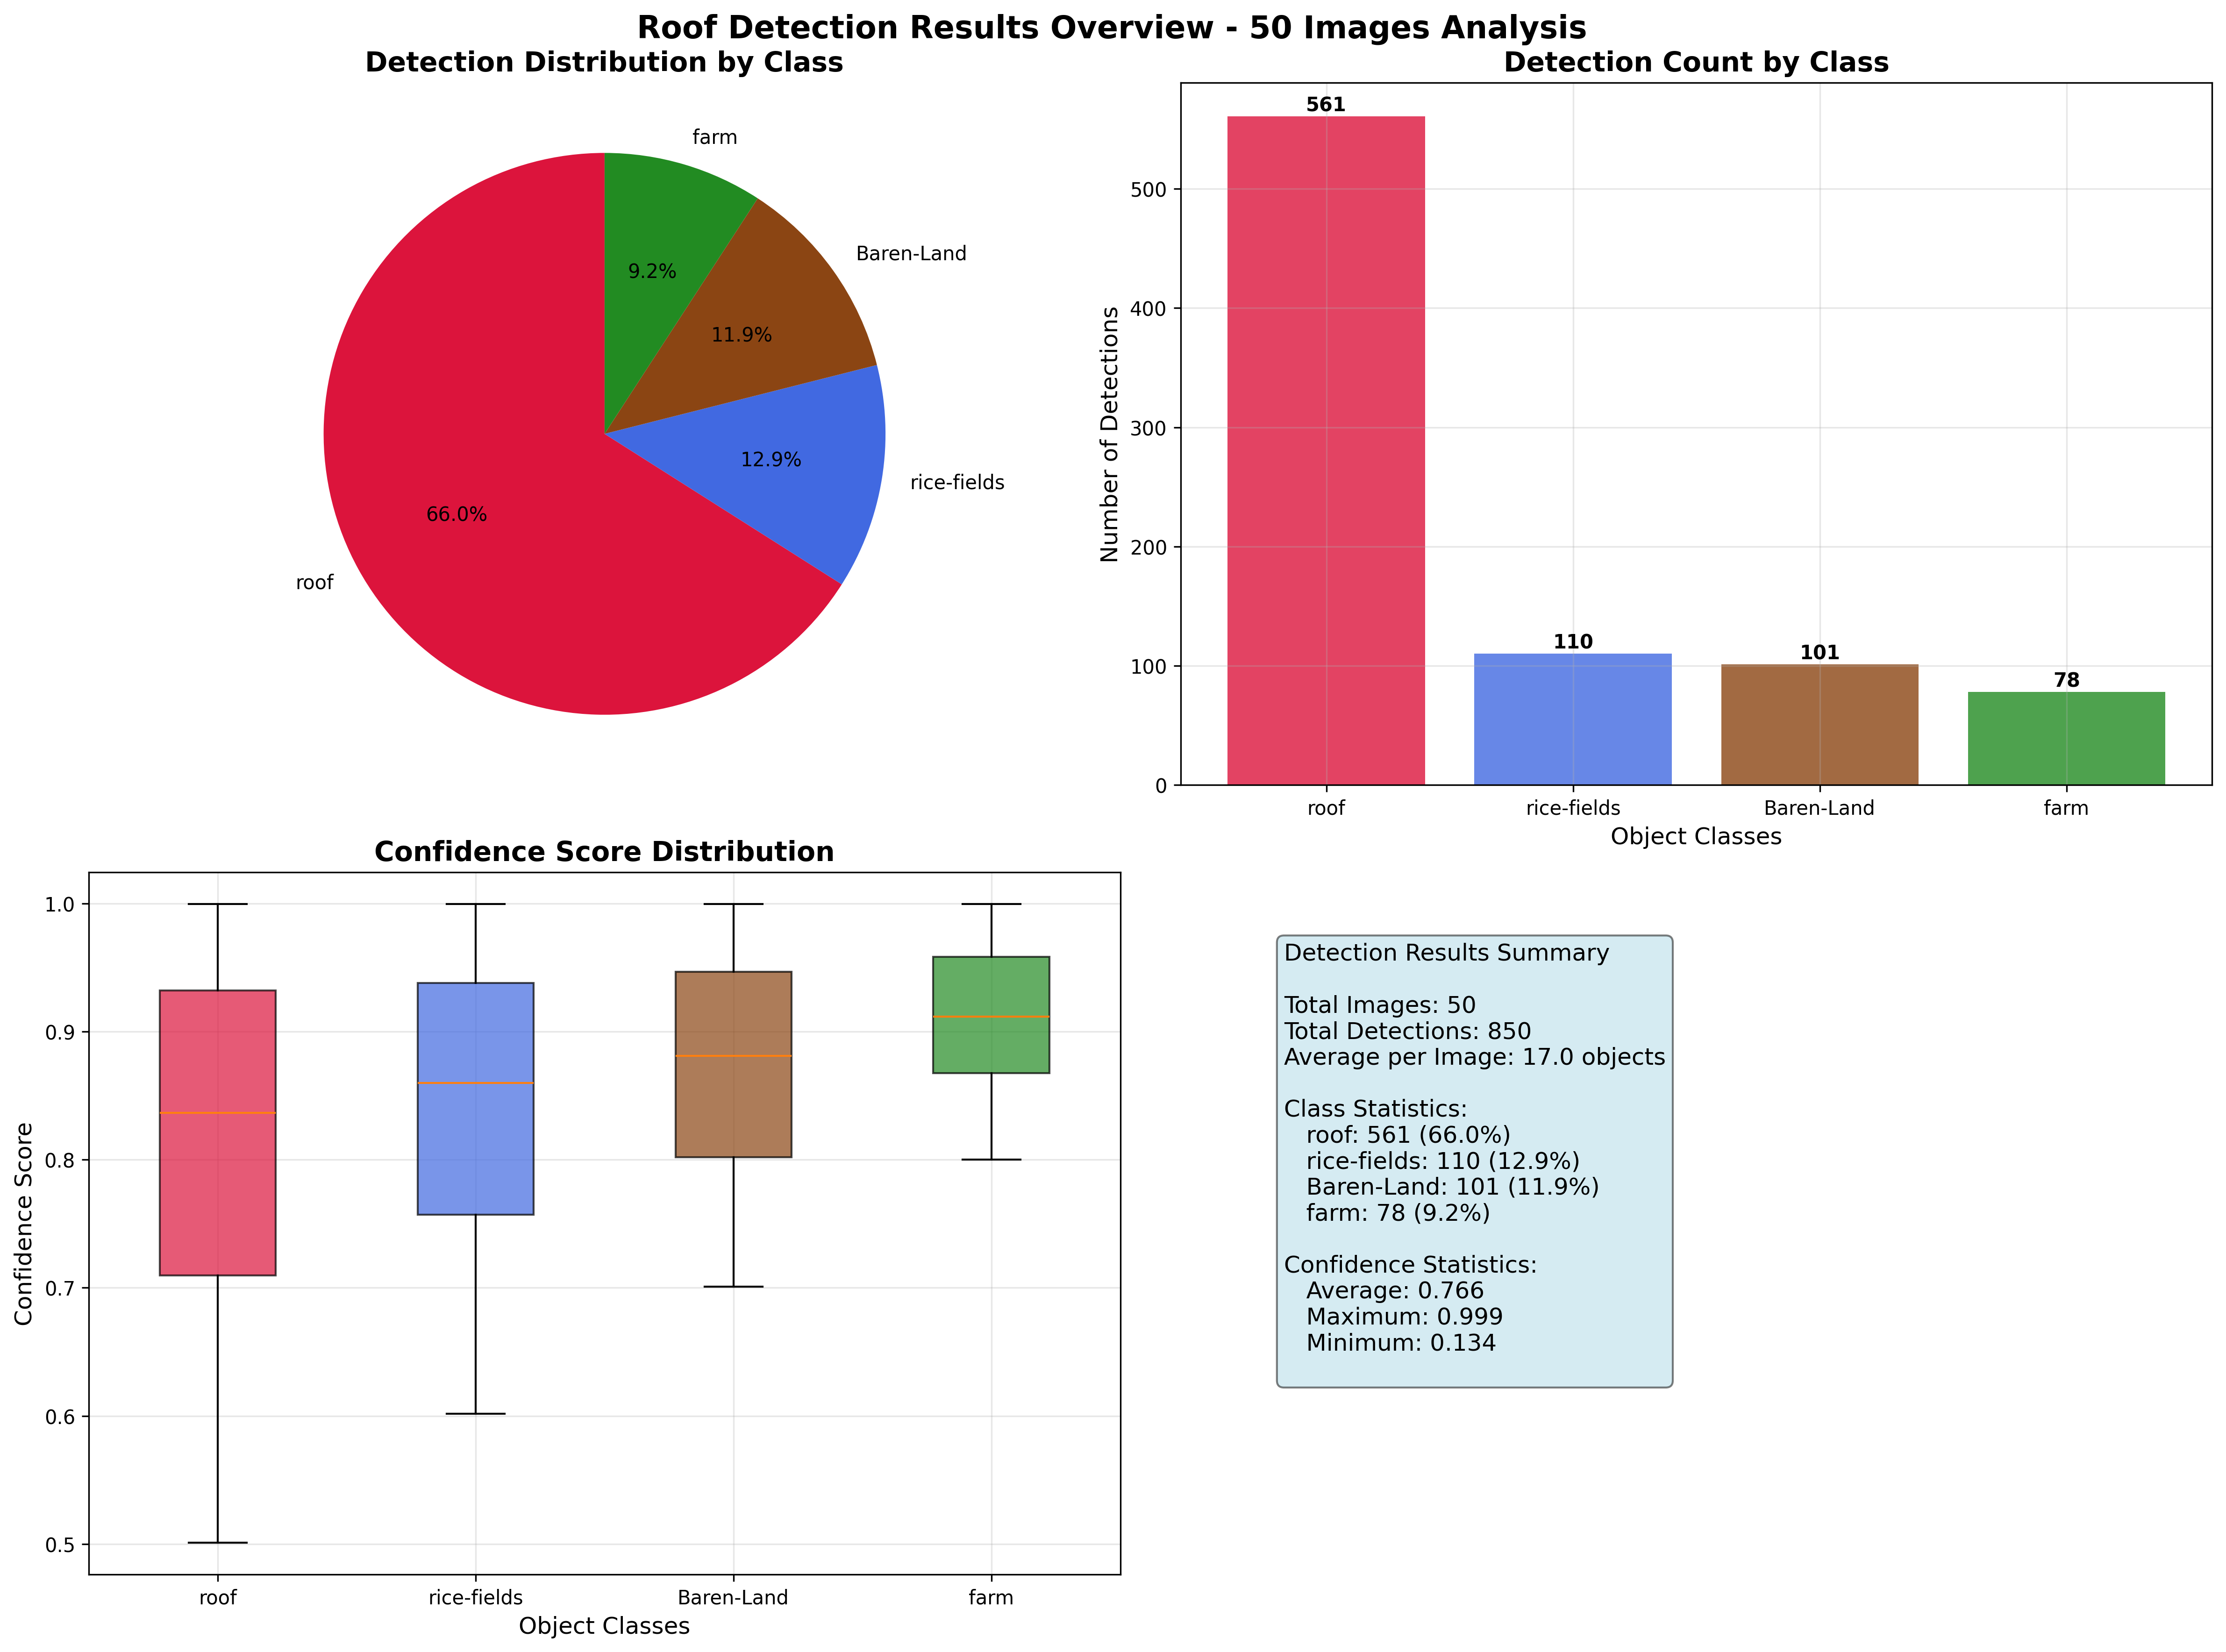 Roof Detection Results Overview - 50 Images Analysis
Detection Distribution by Class
farm
Baren-Land
9.2%
11.9%
12.9%
rice-fields
66.0%
roof
Detection Count by Class
561
500
400
300
200
100
0
110
101
78
Number of Detections
roof
rice-fields
Baren-Land
farm
Object Classes
Confidence Score Distribution
1.0
0.9
0.8
0.7
0.6
0.5
Confidence Score
roof
rice-fields
Baren-Land
farm
Object Classes
Detection Results Summary
Total Images: 50
Total Detections: 850
Average per Image: 17.0 objects
Class Statistics:
roof: 561 (66.0%)
rice-fields: 110 (12.9%)
Baren-Land: 101 (11.9%)
farm: 78 (9.2%)
Confidence Statistics:
Average: 0.766
Maximum: 0.999
Minimum: 0.134